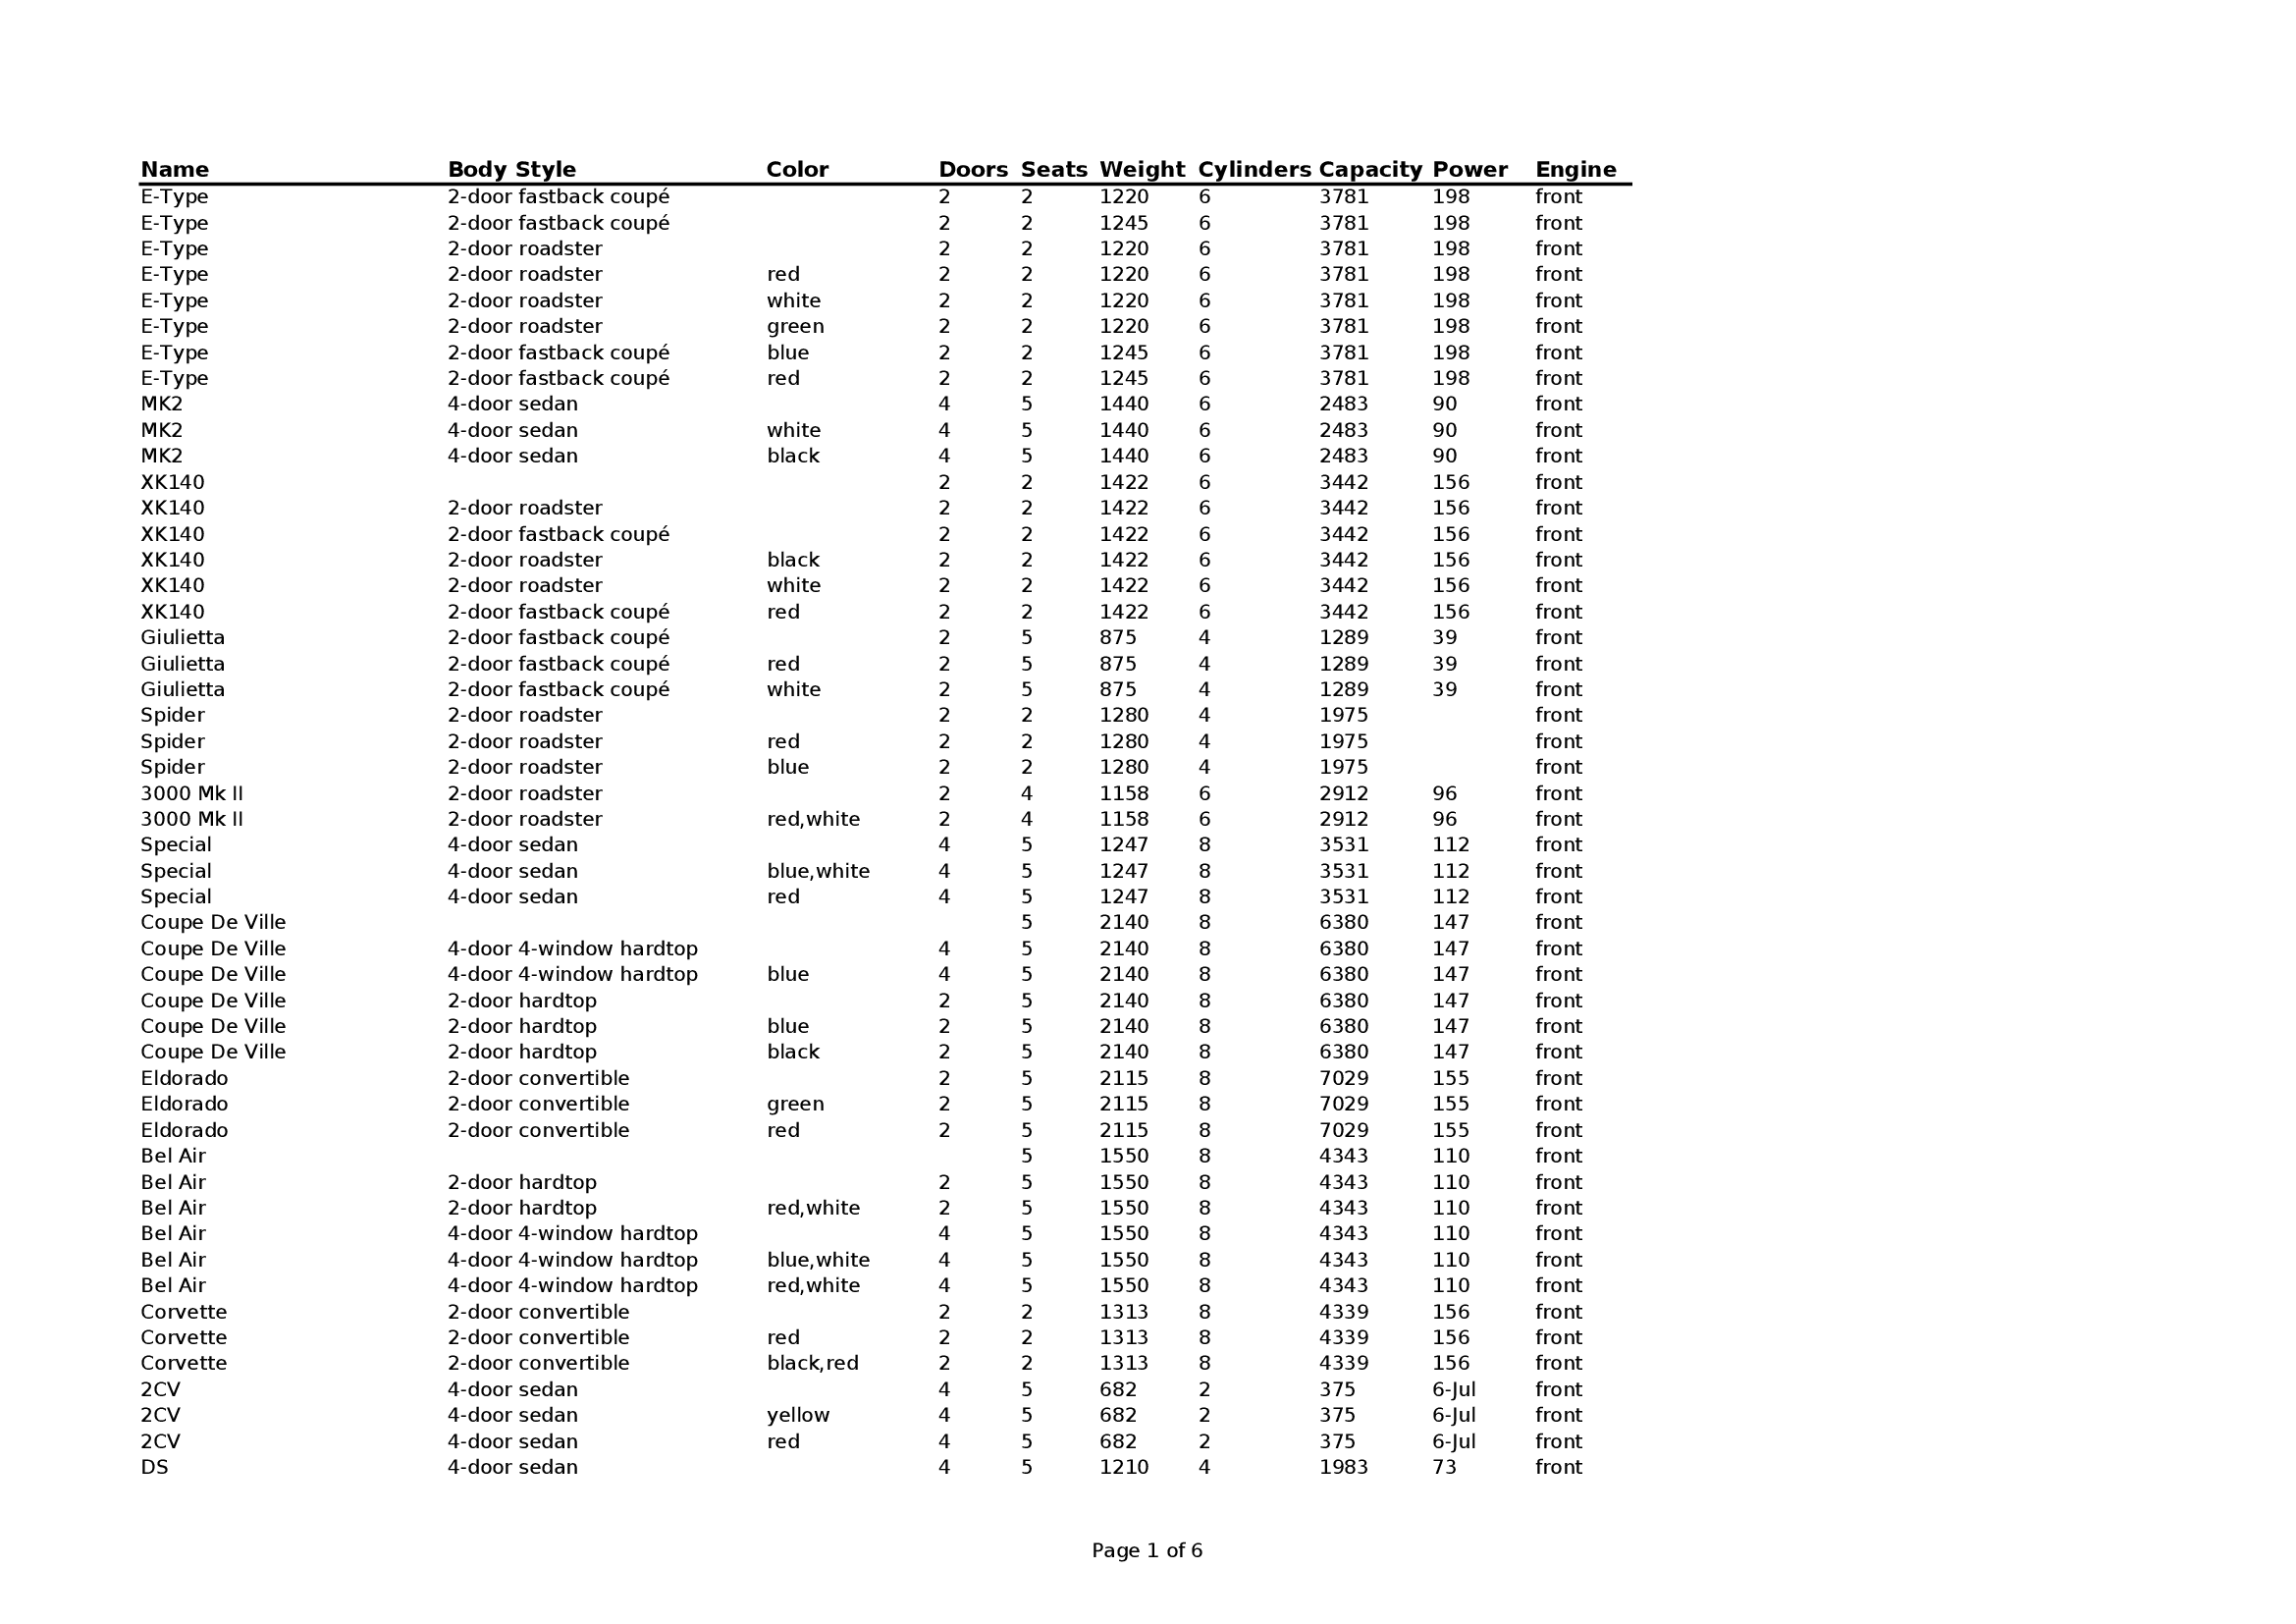 Name Body Style Color Doors Seats Weight Cylinders Capacity Power Engine
E-Type 2-door fastback coupé 2 2 1220 6 3781 198 front
E-Type 2-door fastback coupé 2 2 1245 6 3781 198 front
E-Type 2-door roadster 2 2 1220 6 3781 198 front
E-Type 2-door roadster red 2 2 1220 6 3781 198 front
E-Type 2-door roadster white 2 2 1220 6 3781 198 front
E-Type 2-door roadster green 2 2 1220 6 3781 198 front
E-Type 2-door fastback coupé blue 2 2 1245 6 3781 198 front
E-Type 2-door fastback coupé red 2 2 1245 6 3781 198 front
MK2 4-door sedan 4 5 1440 6 2483 90 front
MK2 4-door sedan white 4 5 1440 6 2483 90 front
MK2 4-door sedan black 4 5 1440 6 2483 90 front
XK140 2 2 1422 6 3442 156 front
XK140 2-door roadster 2 2 1422 6 3442 156 front
XK140 2-door fastback coupé 2 2 1422 6 3442 156 front
XK140 2-door roadster black 2 2 1422 6 3442 156 front
XK140 2-door roadster white 2 2 1422 6 3442 156 front
XK140 2-door fastback coupé red 2 2 1422 6 3442 156 front
Giulietta 2-door fastback coupé 2 5 875 4 1289 39 front
Giulietta 2-door fastback coupé red 2 5 875 4 1289 39 front
Giulietta 2-door fastback coupé white 2 5 875 4 1289 39 front
Spider 2-door roadster 2 2 1280 4 1975 front
Spider 2-door roadster red 2 2 1280 4 1975 front
Spider 2-door roadster blue 2 2 1280 4 1975 front
3000 Mk II 2-door roadster 2 4 1158 6 2912 96 front
3000 Mk II 2-door roadster red,white 2 4 1158 6 2912 96 front
Special 4-door sedan 4 5 1247 8 3531 112 front
Special 4-door sedan blue,white 4 5 1247 8 3531 112 front
Special 4-door sedan red 4 5 1247 8 3531 112 front
Coupe De Ville 5 2140 8 6380 147 front
Coupe De Ville 4-door 4-window hardtop 4 5 2140 8 6380 147 front
Coupe De Ville 4-door 4-window hardtop blue 4 5 2140 8 6380 147 front
Coupe De Ville 2-door hardtop 2 5 2140 8 6380 147 front
Coupe De Ville 2-door hardtop blue 2 5 2140 8 6380 147 front
Coupe De Ville 2-door hardtop black 2 5 2140 8 6380 147 front
Eldorado 2-door convertible 2 5 2115 8 7029 155 front
Eldorado 2-door convertible green 2 5 2115 8 7029 155 front
Eldorado 2-door convertible red 2 5 2115 8 7029 155 front
Bel Air 5 1550 8 4343 110 front
Bel Air 2-door hardtop 2 5 1550 8 4343 110 front
Bel Air 2-door hardtop red,white 2 5 1550 8 4343 110 front
Bel Air 4-door 4-window hardtop 4 5 1550 8 4343 110 front
Bel Air 4-door 4-window hardtop blue,white 4 5 1550 8 4343 110 front
Bel Air 4-door 4-window hardtop red,white 4 5 1550 8 4343 110 front
Corvette 2-door convertible 2 2 1313 8 4339 156 front
Corvette 2-door convertible red 2 2 1313 8 4339 156 front
Corvette 2-door convertible black,red 2 2 1313 8 4339 156 front
2CV 4-door sedan 4 5 682 2 375 6-Jul front
2CV 4-door sedan yellow 4 5 682 2 375 6-Jul front
2CV 4-door sedan red 4 5 682 2 375 6-Jul front
DS 4-door sedan 4 5 1210 4 1983 73 front
Page 1 of 6